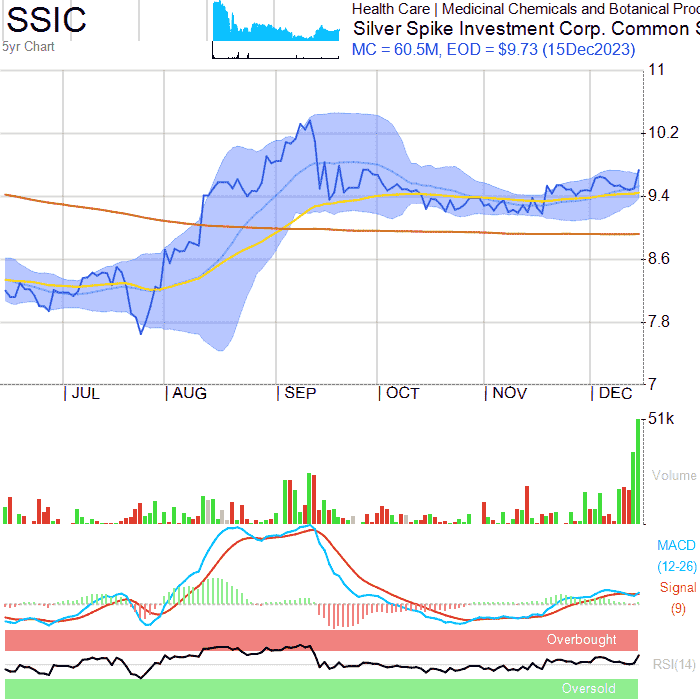 SSIC
5yr Chart
Health Care | Medicinal Chemicals and Botanical Proc
Silver Spike Investment Corp. Common S
MC = 60.5M, EOD = $9.73 (15Dec2023)
11
10.2
9.4
8.6
7.8
7
JUL AUG SEP OCT NOV DEC
51k
Volume
MACD
(12-26)
Signal
(9)
Overbought
RSI(14)
Oversold